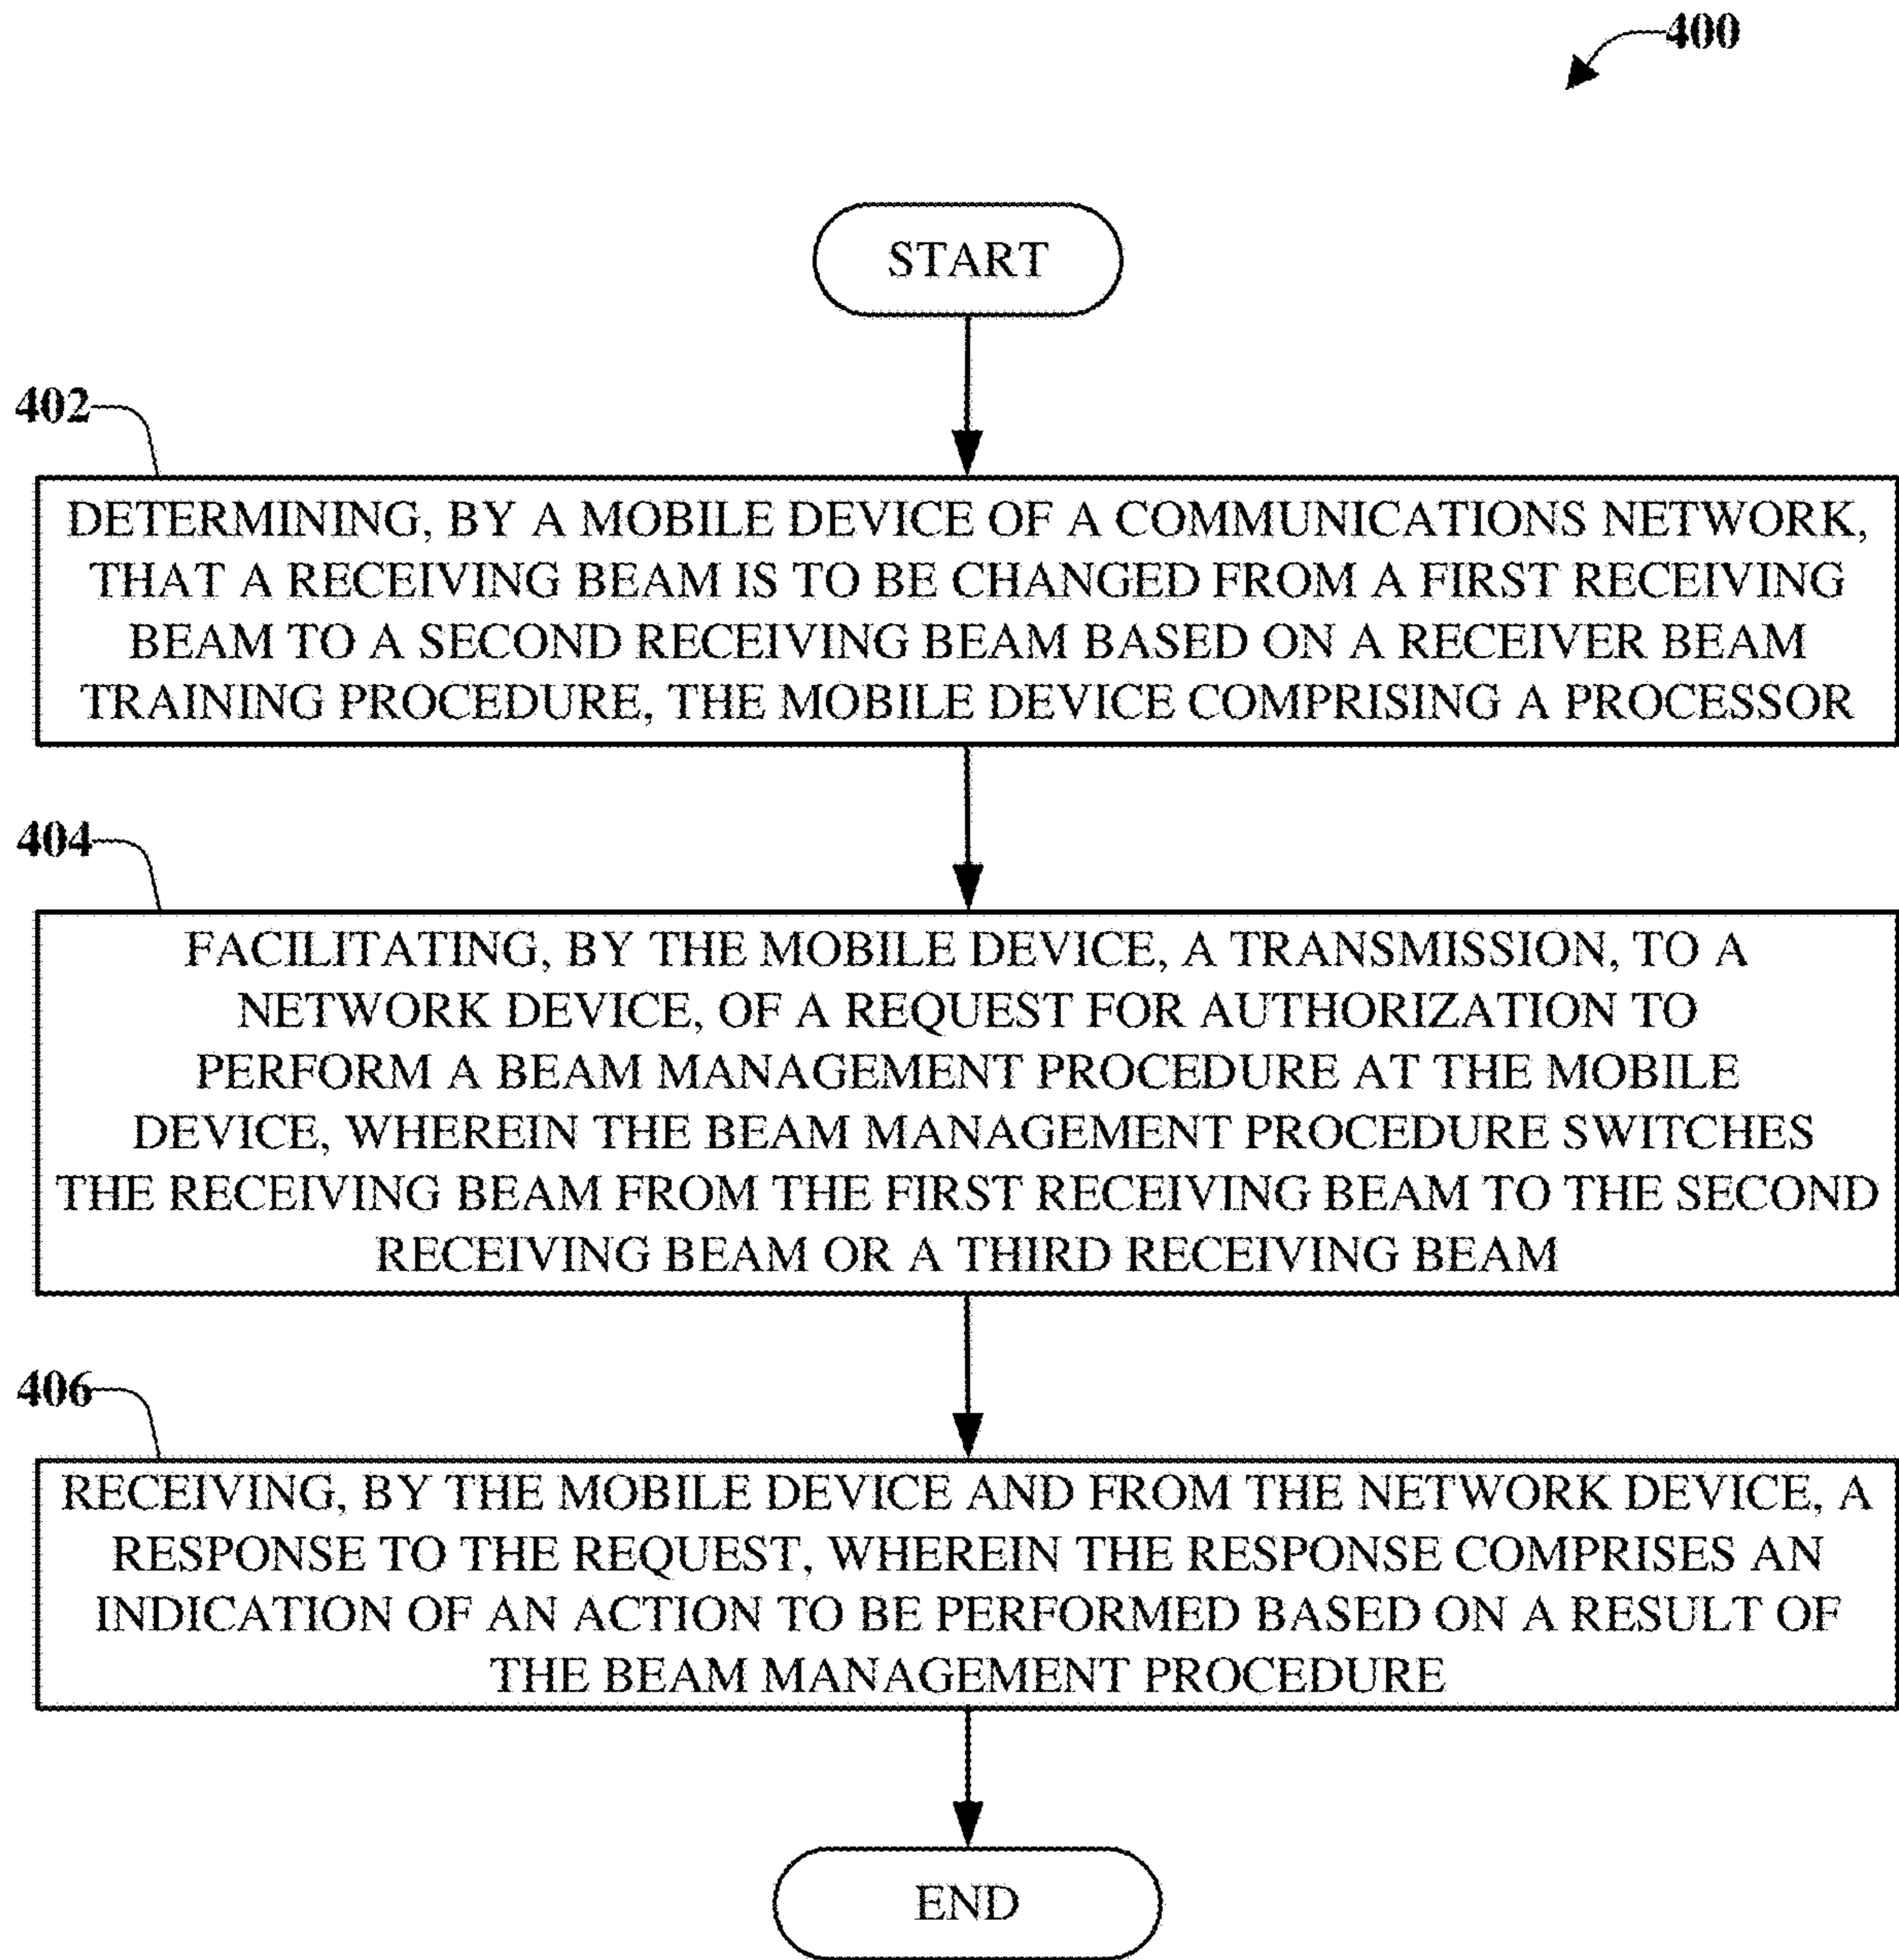 400
START
402
DETERMINING, BY A MOBILE DEVICE OF A COMMUNICATIONS NETWORK,
THAT A RECEIVING BEAM IS TO BE CHANGED FROM A FIRST RECEIVING
BEAM TO A SECOND RECEIVING BEAM BASED ON A RECEIVER BEAM
TRAINING PROCEDURE, THE MOBILE DEVICE COMPRISING A PROCESSOR
404
FACILITATING, BY THE MOBILE DEVICE, A TRANSMISSION, TO A
NETWORK DEVICE, OF A REQUEST FOR AUTHORIZATION TO
PERFORM A BEAM MANAGEMENT PROCEDURE AT THE MOBILE
DEVICE, WHEREIN THE BEAM MANAGEMENT PROCEDURE SWITCHES
THE RECEIVING BEAM FROM THE FIRST RECEIVING BEAM TO THE SECOND
RECEIVING BEAM OR A THIRD RECEIVING BEAM
406
RECEIVING, BY THE MOBILE DEVICE AND FROM THE NETWORK DEVICE, A
RESPONSE TO THE REQUEST, WHEREIN THE RESPONSE COMPRISES AN
INDICATION OF AN ACTION TO BE PERFORMED BASED ON A RESULT OF
THE BEAM MANAGEMENT PROCEDURE
END